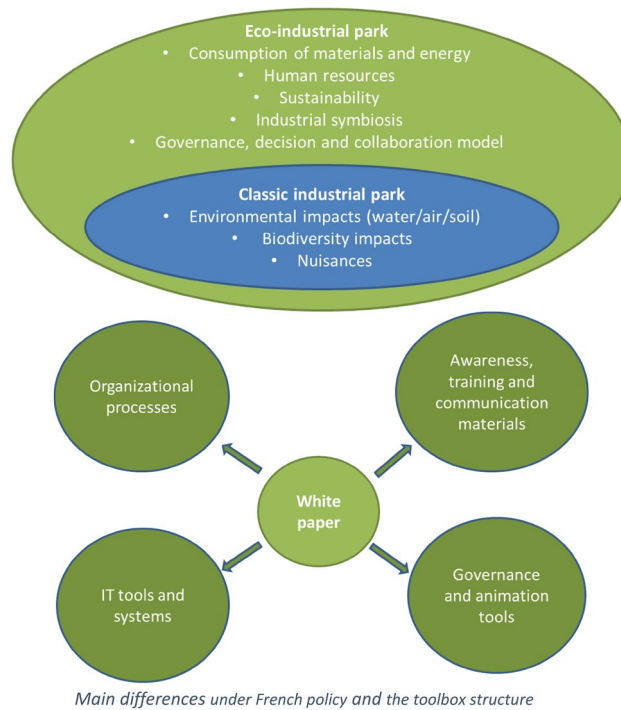 Eco-industrial park
• Consumption of materials and energy
• Human resources
• Sustainability
• Industrial symbiosis
• Governance, decision and collaboration model
Classic industrial park
• Environmental impacts (water/air/soil)
• Biodiversity impacts
• Nuisances
Organizational
processes
Awareness,
training and
communication
materials
White
paper
IT tools and
systems
Governance
and animation
tools
Main differences under French policy and the toolbox structure